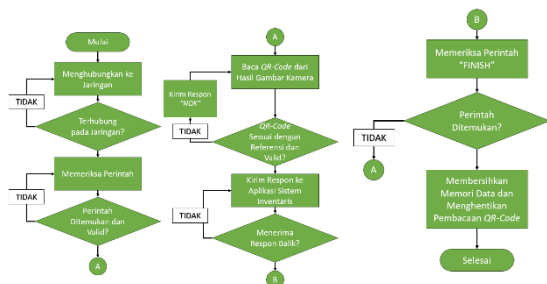 Mulai
Menghubungkan ke
Jaringan
TIDAK
Terhubung
pada Jaringan?
Memeriksa Perintah
TIDAK
Perintah
Ditemukan dan
Valid?
A
A
Baca QR-Code dari
Hasil Gambar Kamera
Kirim Respon
"NOK"
TIDAK
QR-Code
Sesuai dengan
Referensi dan
Valid?
Kirim Respon ke
Aplikasi Sistem
Inventaris
TIDAK
Menerima
Respon Balik?
B
B
Memeriksa Perintah
"FINISH"
Perintah
Ditemukan?
TIDAK
A
Membersihkan
Memori Data dan
Menghentikan
Pembacaan QR-Code
Selesai